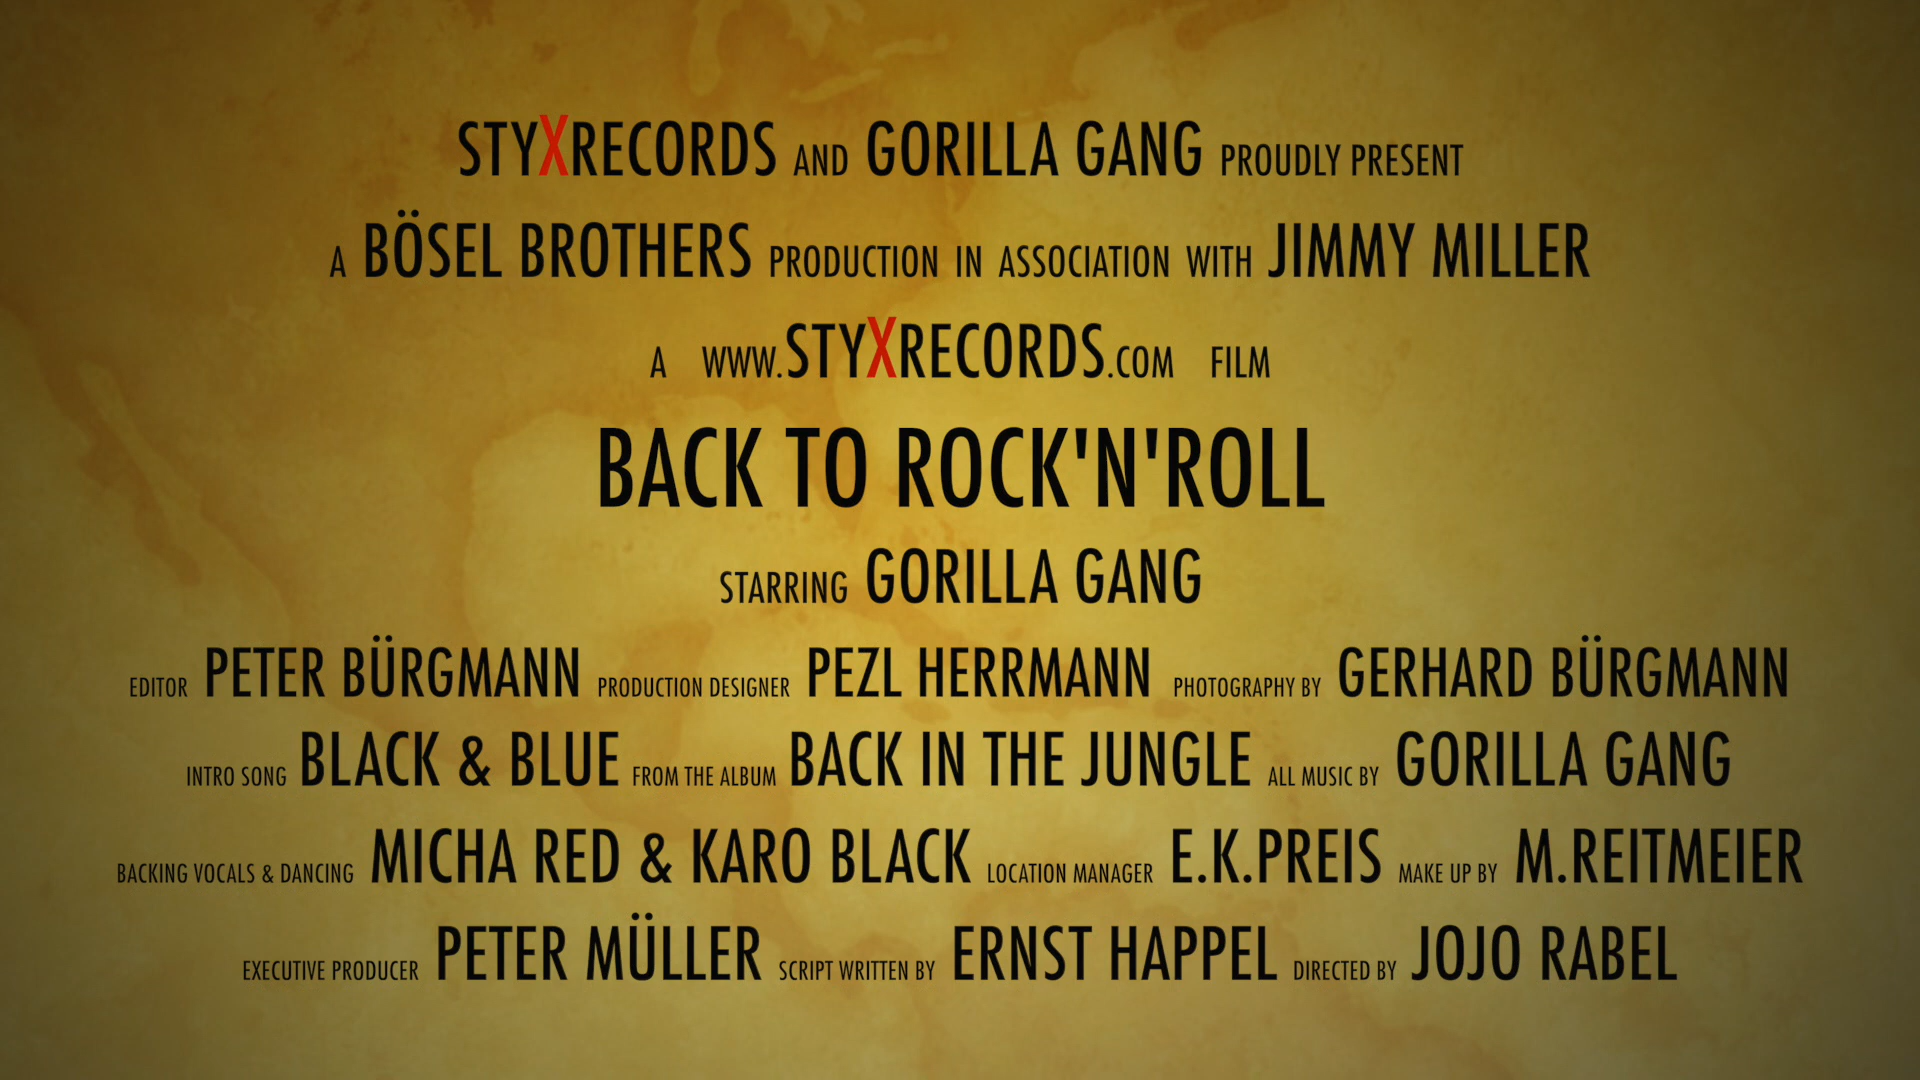 STYXRECORDS AND GORILLA GANG PROUDLY PRESENT
A BÖSEL BROTHERS PRODUCTION IN ASSOCIATION WITH JIMMY MILLER
A WWW.STYXRECORDS.COM FILM
BACK TO ROCK'N'ROLL
STARRING GORILLA GANG
EDITOR PETER BÜRGMANN PRODUCTION DESIGNER PEZL HERRMANN PHOTOGRAPHY BY GERHARD BÜRGMANN
INTRO SONG BLACK & BLUE FROM THE ALBUM BACK IN THE JUNGLE ALL MUSIC BY GORILLA GANG
BACKING VOCALS & DANCING MICHA RED & KARO BLACK LOCATION MANAGER E.K.PREIS MAKE UP BY M.REITMEIER
EXECUTIVE PRODUCER PETER MÜLLER SCRIPT WRITTEN BY ERNST HAPPEL DIRECTED BY JOJO RABEL